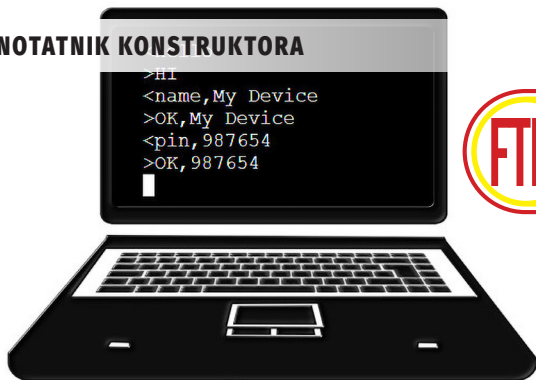 NOTATNIK KONSTRUKTORA
>HI
<name,My Device
>OK,My Device
<pin,987654
>OK,987654